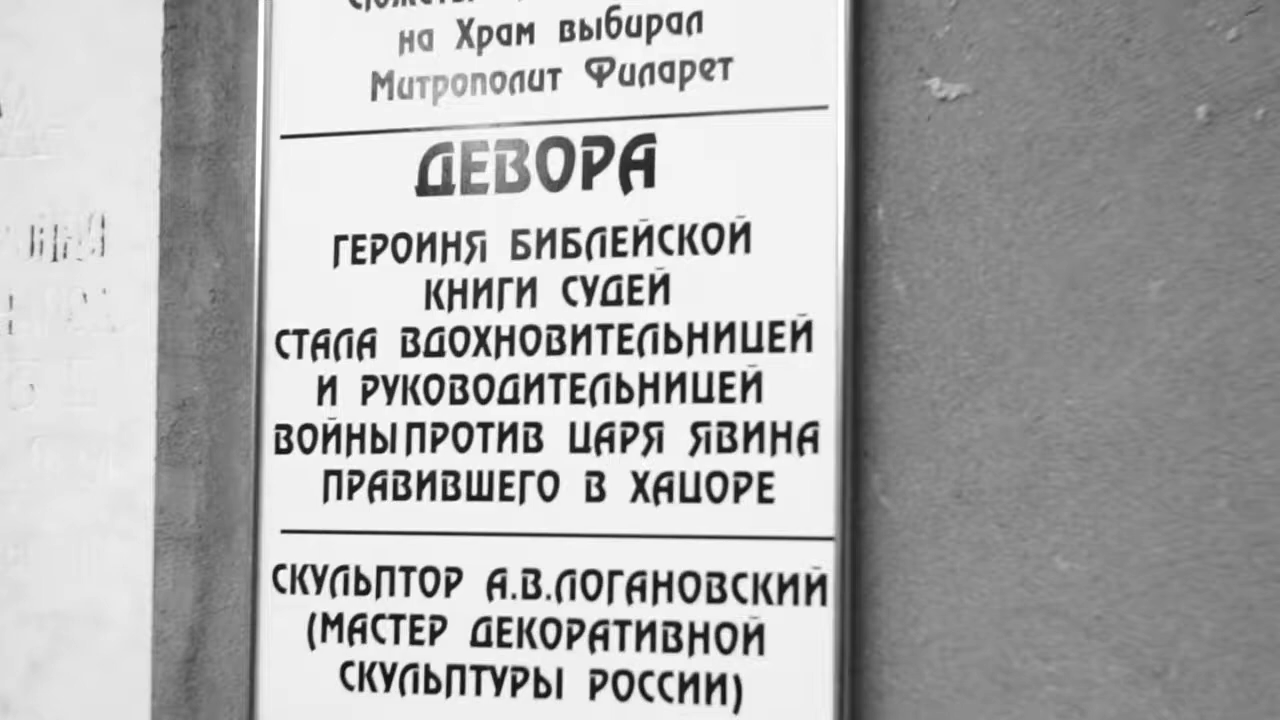 на Храм выбирал
Митрополит Филарет
ДЕВОРА
ГЕРОИНЯ БИБЛЕЙСКОЙ
КНИГИ СУДЕЙ
СТАЛА ВДОХНОВИТЕЛЬНИЦЕЙ
И РУКОВОДИТЕЛЬНИЦЕЙ
ВОЙНЫ ПРОТИВ ЦАРЯ ЯВИНА
ПРАВИВШЕГО В ХАЦОРЕ
СКУЛЬПТОР А.В.ЛОГАНОВСКИЙ
(МАСТЕР ДЕКОРАТИВНОЙ
СКУЛЬПТУРЫ РОССИИ)